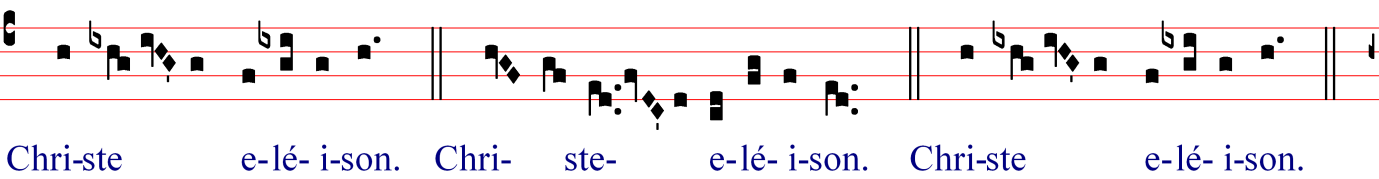 Chri-ste e-lé- i-son. Chri- ste- e-lé- i-son. Chri-ste e-lé- i-son.